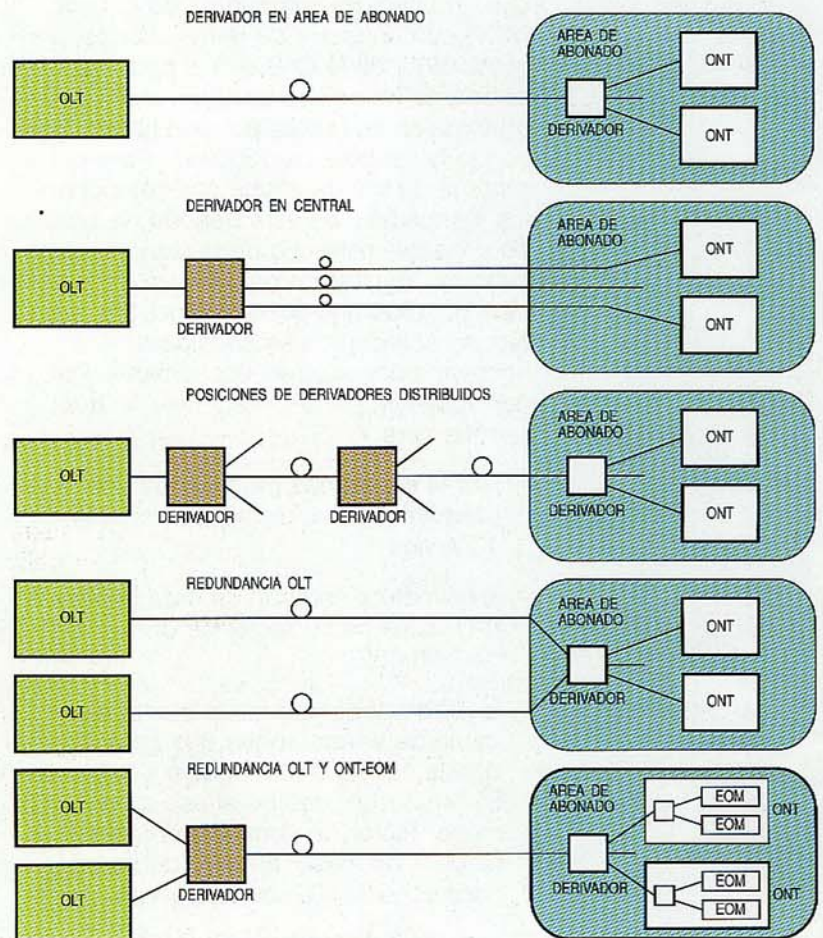 DERIVADOR EN AREA DE ABONADO
OLT
AREA DE
ABONADO
DERIVADOR
ONT
ONT
DERIVADOR EN CENTRAL
OLT
DERIVADOR
AREA DE
ABONADO
ONT
ONT
POSICIONES DE DERIVADORES DISTRIBUIDOS
OLT
DERIVADOR
DERIVADOR
AREA DE
ABONADO
DERIVADOR
ONT
ONT
REDUNDANCIA OLT
OLT
OLT
AREA DE
ABONADO
DERIVADOR
ONT
ONT
REDUNDANCIA OLT Y ONT-EOM
OLT
OLT
DERIVADOR
AREA DE
ABONADO
DERIVADOR
EOM
EOM
ONT
EOM
EOM
ONT